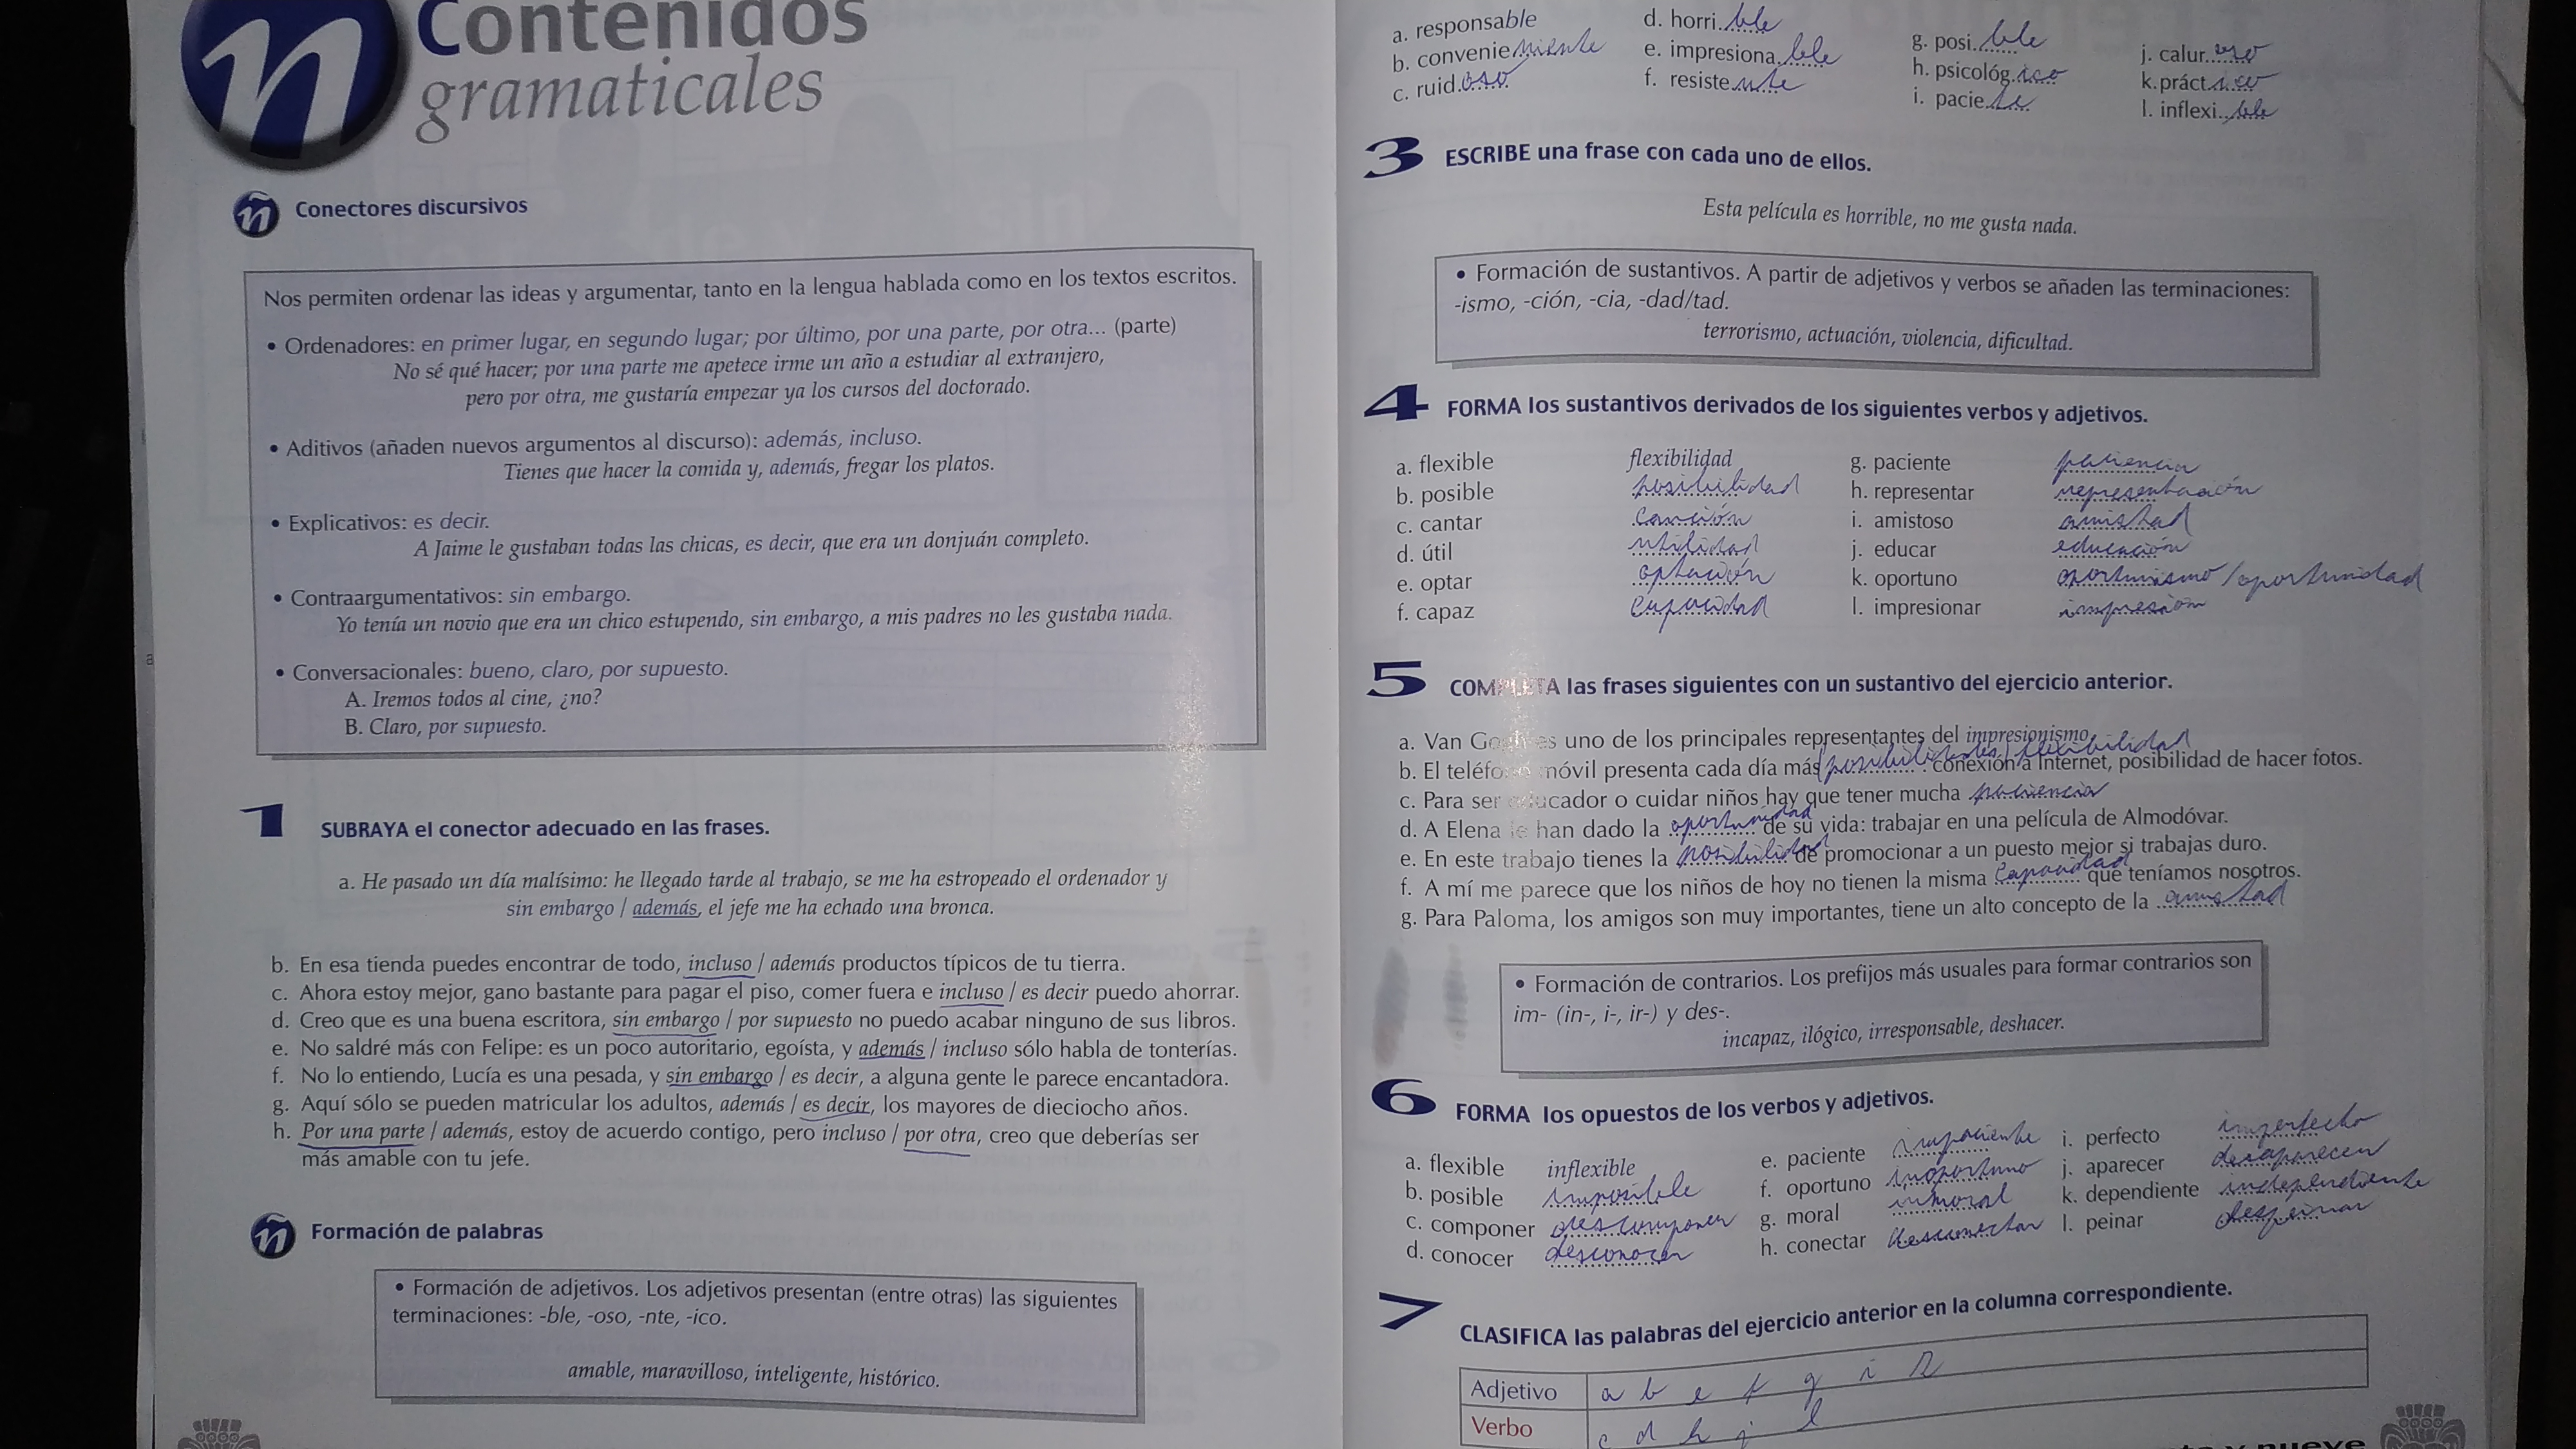 Contenidos
gramaticales
Conectores discursivos
Nos permiten ordenar las ideas y argumentar, tanto en la lengua hablada como en los textos escritos.
• Ordenadores: en primer lugar, en segundo lugar; por último, por una parte, por otra... (parte)
No sé qué hacer; por una parte me apetece irme un año a estudiar al extranjero,
pero por otra, me gustaría empezar ya los cursos del doctorado.
• Aditivos (añaden nuevos argumentos al discurso): además, incluso.
Tienes que hacer la comida y, además, fregar los platos.
• Explicativos: es decir.
A Jaime le gustaban todas las chicas, es decir, que era un donjuán completo.
• Contraargumentativos: sin embargo.
Yo tenía un novio que era un chico estupendo, sin embargo, a mis padres no les gustaba nada.
• Conversacionales: bueno, claro, por supuesto.
A. Iremos todos al cine, ¿no?
B. Claro, por supuesto.
1 SUBRAYA el conector adecuado en las frases.
a. He pasado un día malísimo: he llegado tarde al trabajo, se me ha estropeado el ordenador y
sin embargo / además, el jefe me ha echado una bronca.
b. En esa tienda puedes encontrar de todo, incluso / además productos típicos de tu tierra.
c. Ahora estoy mejor, gano bastante para pagar el piso, comer fuera e incluso / es decir puedo ahorrar.
d. Creo que es una buena escritora, sin embargo / por supuesto no puedo acabar ninguno de sus libros.
e. No saldré más con Felipe: es un poco autoritario, egoísta, y además / incluso sólo habla de tonterías.
f. No lo entiendo, Lucía es una pesada, y sin embargo / es decir, a alguna gente le parece encantadora.
g. Aquí sólo se pueden matricular los adultos, además / es decir, los mayores de dieciocho años.
h. Por una parte / además, estoy de acuerdo contigo, pero incluso / por otra, creo que deberías ser
más amable con tu jefe.
Formación de palabras
• Formación de adjetivos. Los adjetivos presentan (entre otras) las siguientes
terminaciones: -ble, -oso, -nte, -ico.
amable, maravilloso, inteligente, histórico.
a. responsable
b. convenie niente
c. ruid oso
d. horri ble
e. impresiona ble
f. resiste nte
g. posi ble
h. psicológ ico
i. pacie te
j. calur oso
k. práct ico
l. inflexi ble
3 ESCRIBE una frase con cada uno de ellos.
Esta película es horrible, no me gusta nada.
• Formación de sustantivos. A partir de adjetivos y verbos se añaden las terminaciones:
-ismo, -ción, -cia, -dad/tad.
terrorismo, actuación, violencia, dificultad.
4 FORMA los sustantivos derivados de los siguientes verbos y adjetivos.
a. flexible flexibilidad
b. posible posibilidad
c. cantar canción
d. útil utilidad
e. optar optación
f. capaz capacidad
g. paciente paciencia
h. representar representación
i. amistoso amistad
j. educar educación
k. oportuno oportunismo / oportunidad
l. impresionar impresión
5 COMPLETA las frases siguientes con un sustantivo del ejercicio anterior.
a. Van Gogh es uno de los principales representantes del impresionismo.
b. El teléfono móvil presenta cada día más posibilidades / flexibilidad : conexión a Internet, posibilidad de hacer fotos.
c. Para ser educador o cuidar niños hay que tener mucha paciencia
d. A Elena le han dado la oportunidad de su vida: trabajar en una película de Almodóvar.
e. En este trabajo tienes la posibilidad de promocionar a un puesto mejor si trabajas duro.
f. A mí me parece que los niños de hoy no tienen la misma capacidad que teníamos nosotros.
g. Para Paloma, los amigos son muy importantes, tiene un alto concepto de la amistad
• Formación de contrarios. Los prefijos más usuales para formar contrarios son
im- (in-, i-, ir-) y des-.
incapaz, ilógico, irresponsable, deshacer.
6 FORMA los opuestos de los verbos y adjetivos.
a. flexible inflexible
b. posible imposible
c. componer descomponer
d. conocer desconocer
e. paciente impaciente
f. oportuno inoportuno
g. moral inmoral
h. conectar desconectar
i. perfecto imperfecto
j. aparecer desaparecer
k. dependiente independiente
l. peinar despeinar
7 CLASIFICA las palabras del ejercicio anterior en la columna correspondiente.
Adjetivo a b e f g i k
Verbo c d h j l
y nueve